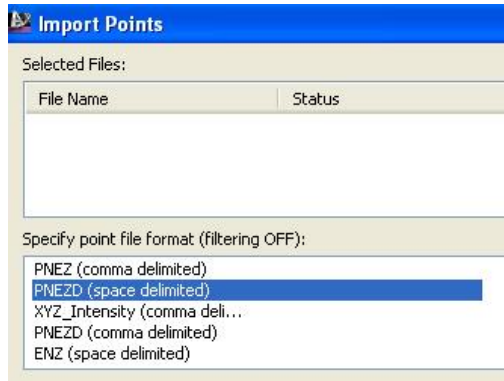 Import Points
Selected Files:
File Name Status
Specify point file format (filtering OFF):
PNEZ (comma delimited)
PNEZD (space delimited)
XYZ_Intensity (comma deli...
PNEZD (comma delimited)
ENZ (space delimited)